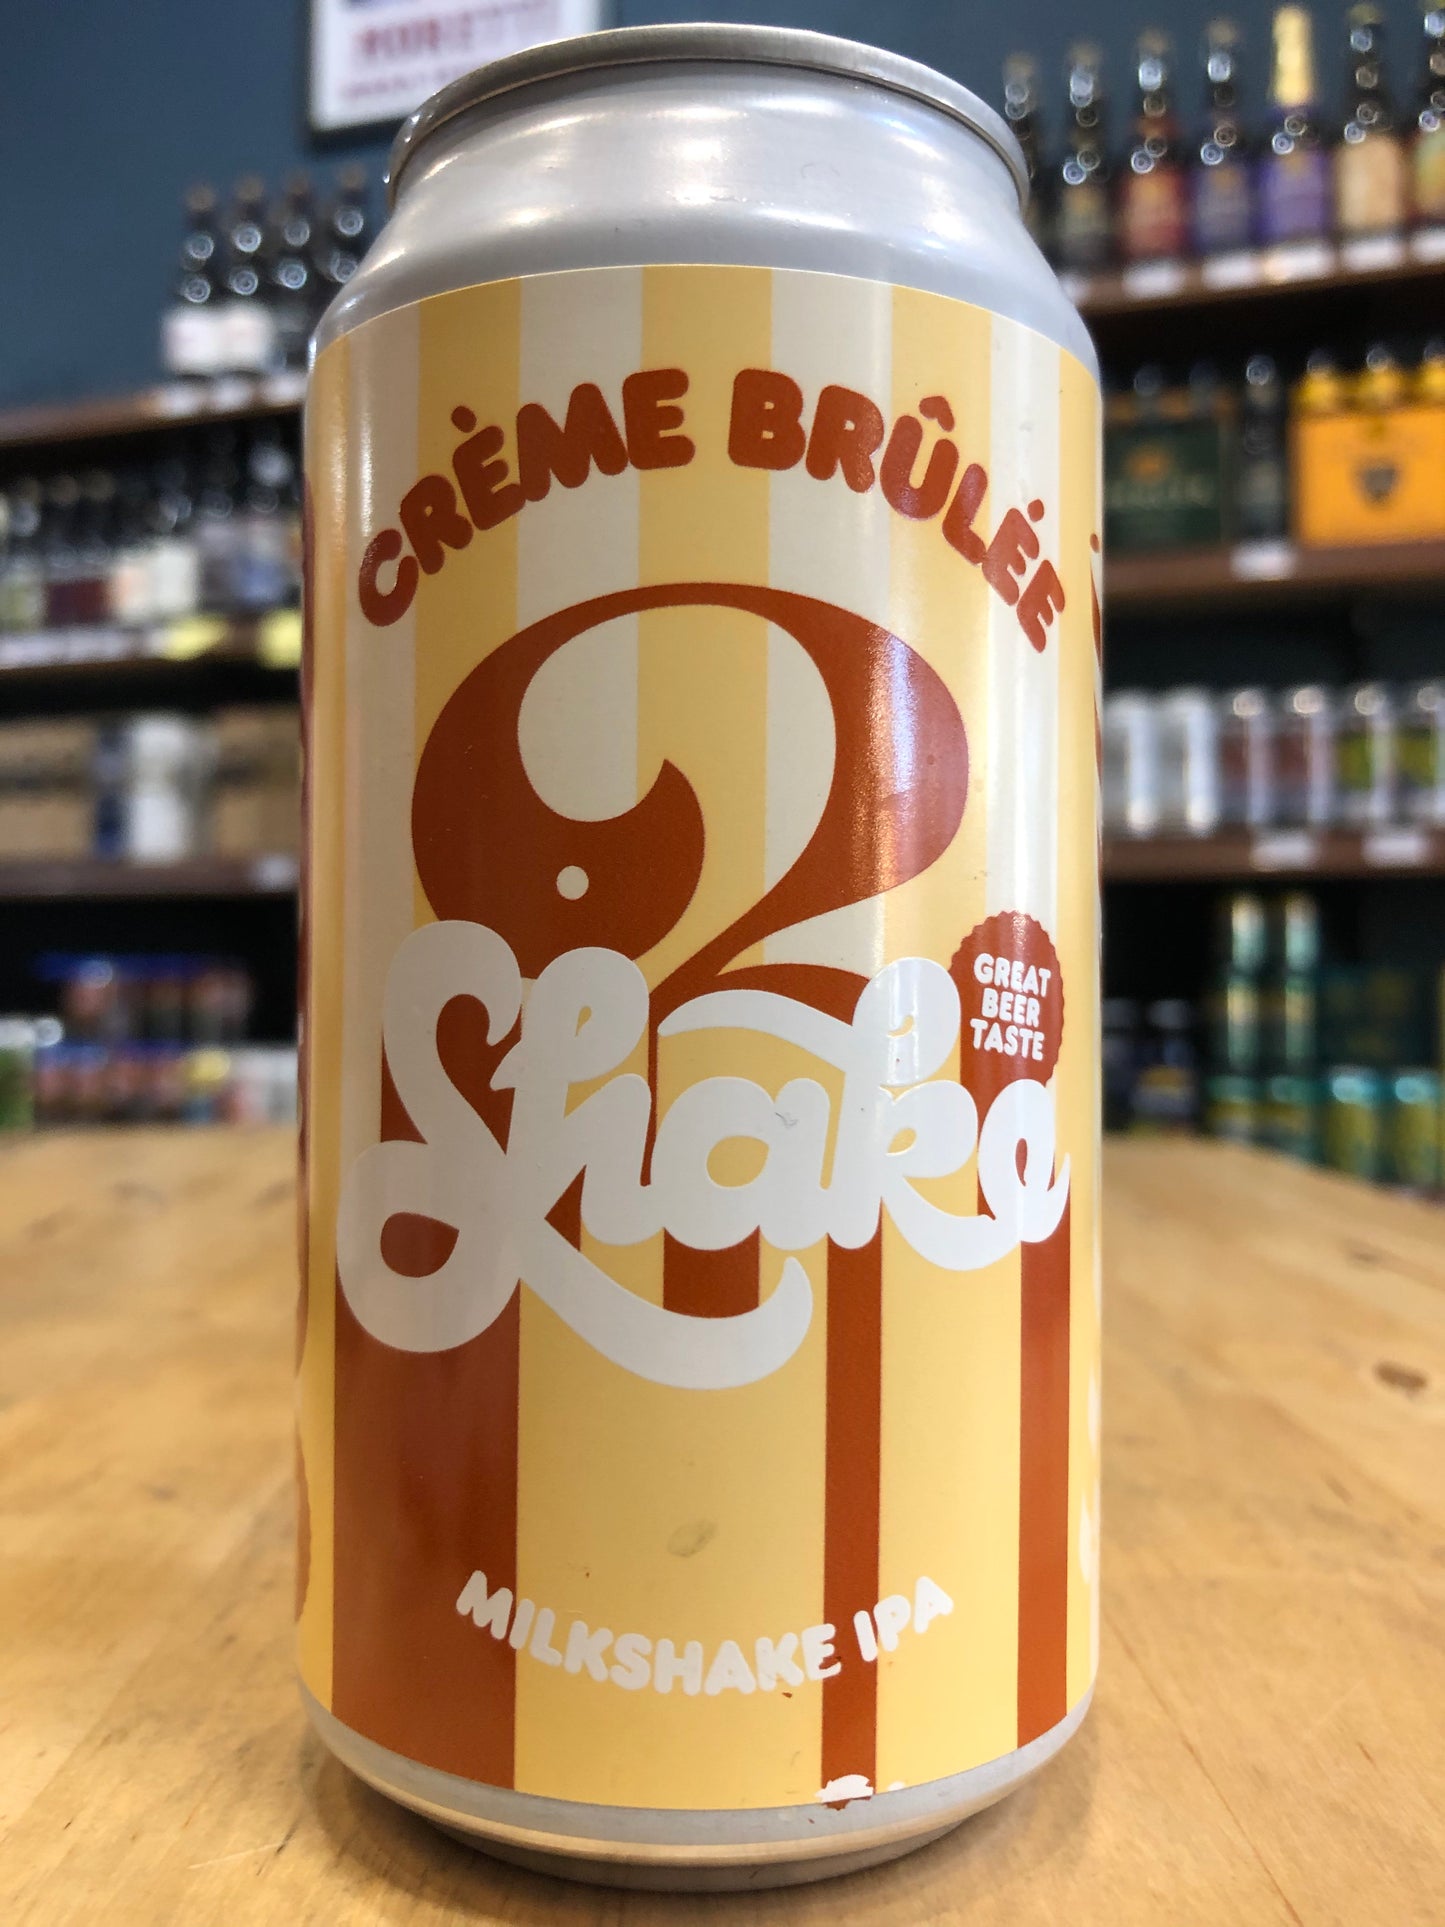 CRÈME BRÛLÉE
2
Shake
GREAT
BEER
TASTE
MILKSHAKE IPA